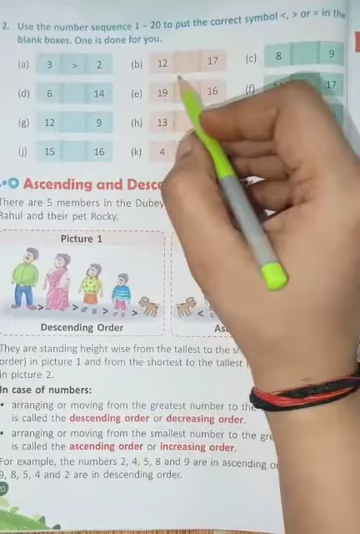 2. Use the number sequence 1 – 20 to put the correct symbol <, > or = in the
blank boxes. One is done for you.
(a) 3 > 2 (b) 12 17 (c) 8 9
(d) 6 14 (e) 19 16 (f) 17
(g) 12 9 (h) 13
(j) 15 16 (k) 4
Ascending and Desce
There are 5 members in the Dubey
Rahul and their pet Rocky.
Picture 1
> > > >
<
Descending Order As
They are standing height wise from the tallest to the sh
order) in picture 1 and from the shortest to the tallest
in picture 2.
In case of numbers:
• arranging or moving from the greatest number to the
is called the descending order or decreasing order.
• arranging or moving from the smallest number to the gre
is called the ascending order or increasing order.
For example, the numbers 2, 4, 5, 8 and 9 are in ascending o
9, 8, 5, 4 and 2 are in descending order.